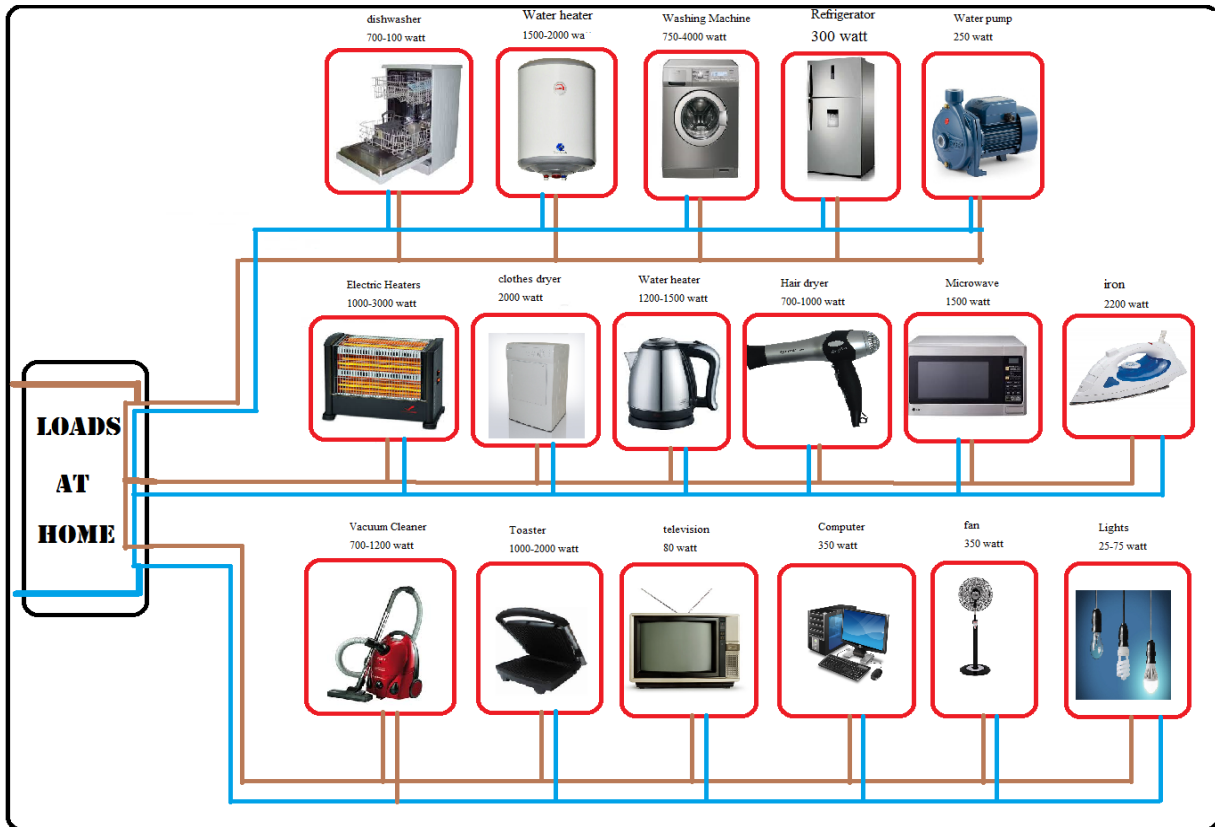 dishwasher
700-100 watt
Water heater
1500-2000 wa
Washing Machine
750-4000 watt
Refrigerator
300 watt
Water pump
250 watt
Electric Heaters
1000-3000 watt
clothes dryer
2000 watt
Water heater
1200-1500 watt
Hair dryer
700-1000 watt
Microwave
1500 watt
iron
2200 watt
LOADS
AT
HOME
Vacuum Cleaner
700-1200 watt
Toaster
1000-2000 watt
television
80 watt
Computer
350 watt
fan
350 watt
Lights
25-75 watt